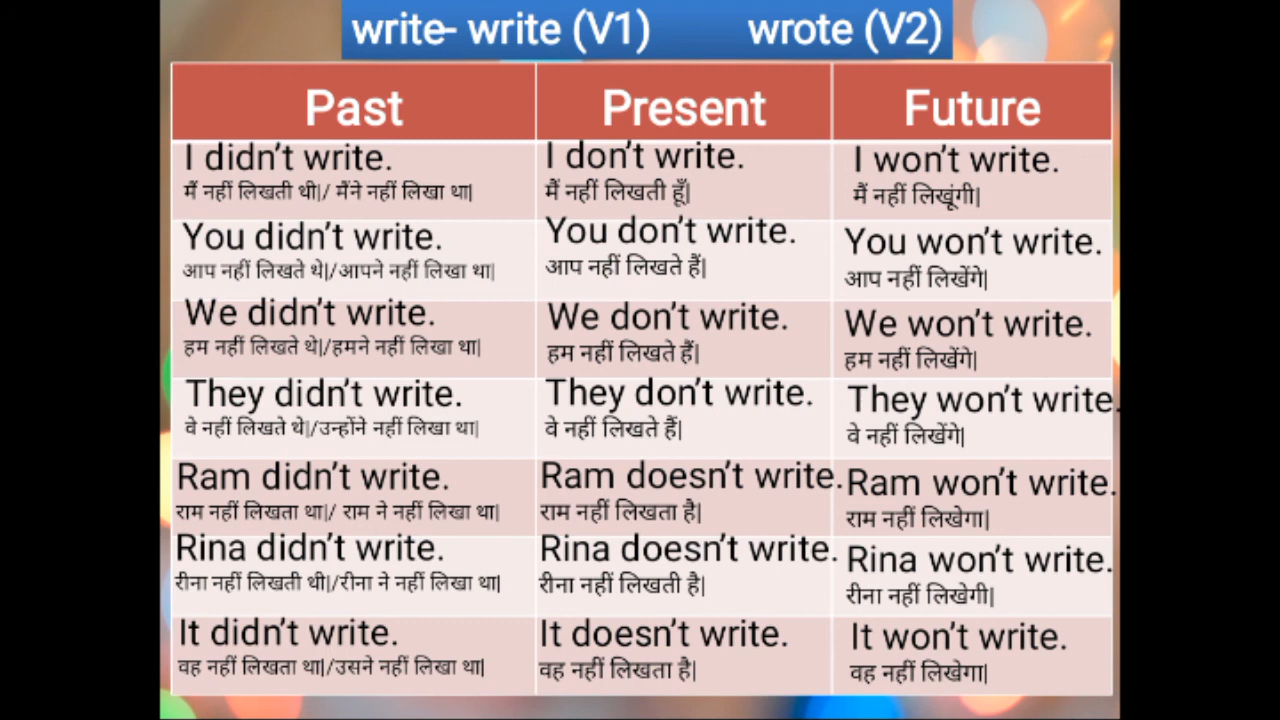 write- write (V1) wrote (V2)
Past Present Future
I didn't write. I don't write. I won't write.
मैं नहीं लिखती थी|/ मैंने नहीं लिखा था| मैं नहीं लिखती हूँ| मैं नहीं लिखूंगी|
You didn't write. You don't write. You won't write.
आप नहीं लिखते थे|/आपने नहीं लिखा था| आप नहीं लिखते हैं| आप नहीं लिखेंगे|
We didn't write. We don't write. We won't write.
हम नहीं लिखते थे|/हमने नहीं लिखा था| हम नहीं लिखते हैं| हम नहीं लिखेंगे|
They didn't write. They don't write. They won't write.
वे नहीं लिखते थे|/उन्होंने नहीं लिखा था| वे नहीं लिखते हैं| वे नहीं लिखेंगे|
Ram didn't write. Ram doesn't write. Ram won't write.
राम नहीं लिखता था|/ राम ने नहीं लिखा था| राम नहीं लिखता है| राम नहीं लिखेगा|
Rina didn't write. Rina doesn't write. Rina won't write.
रीना नहीं लिखती थी|/रीना ने नहीं लिखा था| रीना नहीं लिखती है| रीना नहीं लिखेगी|
It didn't write. It doesn't write. It won't write.
वह नहीं लिखता था|/उसने नहीं लिखा था| वह नहीं लिखता है| वह नहीं लिखेगा|